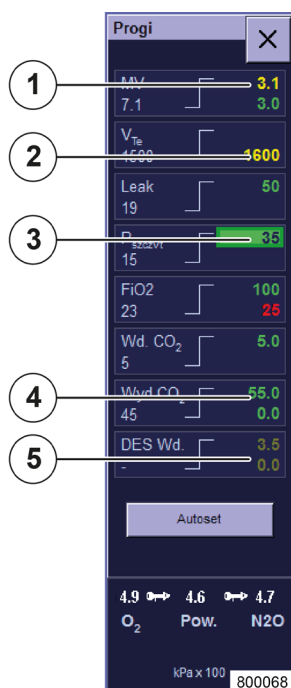 Progi
1
MV 3.1
7.1 3.0
2
VTe
1500 1600
Leak 50
19
3
Pszczyt 35
15
FiO2 100
23 25
Wd. CO2 5.0
5
4
Wyd CO2 55.0
45 0.0
5
DES Wd. 3.5
- 0.0
Autoset
4.9 4.6 4.7
O2 Pow. N2O
kPa x 100
800068